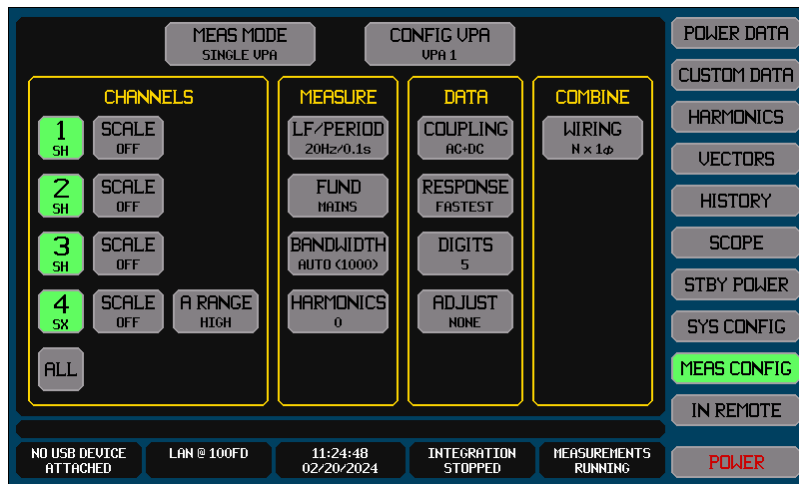 MEAS MODE
SINGLE VPA
CONFIG VPA
VPA 1
CHANNELS
1
SH
SCALE
OFF
2
SH
SCALE
OFF
3
SH
SCALE
OFF
4
SX
SCALE
OFF
A RANGE
HIGH
ALL
MEASURE
LF/PERIOD
20Hz/0.1s
FUND
MAINS
BANDWIDTH
AUTO (1000)
HARMONICS
0
DATA
COUPLING
AC+DC
RESPONSE
FASTEST
DIGITS
5
ADJUST
NONE
COMBINE
WIRING
N x 1ø
POWER DATA
CUSTOM DATA
HARMONICS
VECTORS
HISTORY
SCOPE
STBY POWER
SYS CONFIG
MEAS CONFIG
IN REMOTE
POWER
NO USB DEVICE
ATTACHED
LAN @ 100FD
11:24:48
02/20/2024
INTEGRATION
STOPPED
MEASUREMENTS
RUNNING